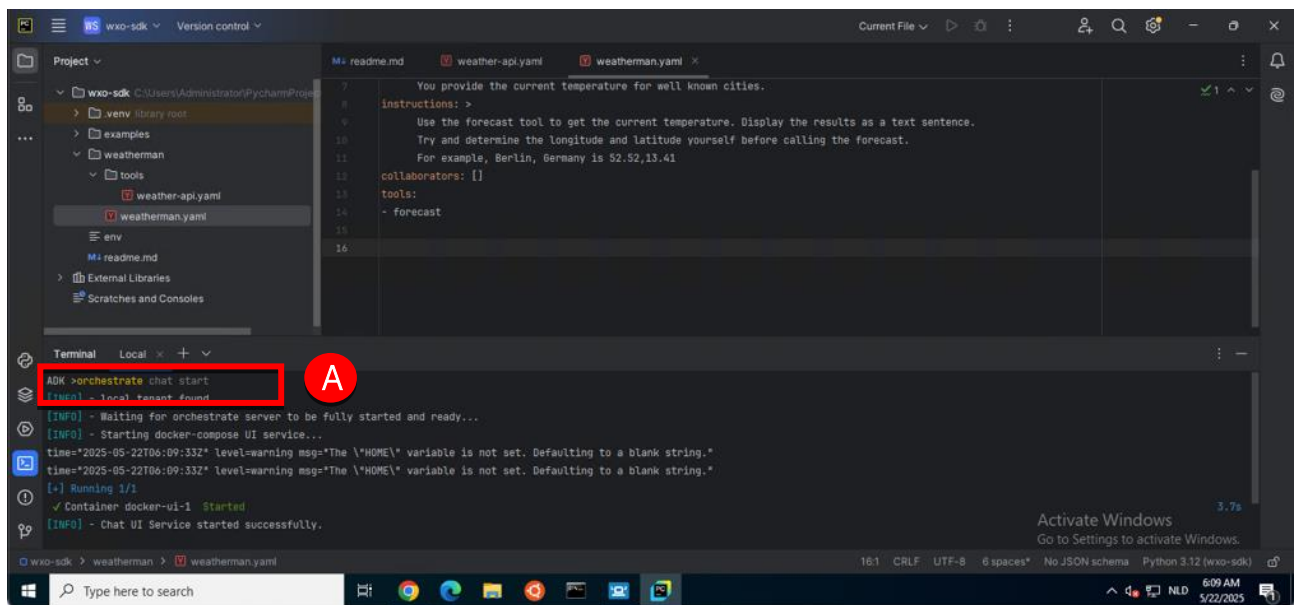 PC
WS wxo-sdk Version control Current File
Project
M↓ readme.md weather-api.yaml weatherman.yaml
wxo-sdk C:\Users\Administrator\PycharmProje
.venv library root
examples
weatherman
tools
weather-api.yaml
weatherman.yaml
env
M↓ readme.md
External Libraries
Scratches and Consoles
7 You provide the current temperature for well known cities.
8 instructions: >
9 Use the forecast tool to get the current temperature. Display the results as a text sentence.
10 Try and determine the longitude and latitude yourself before calling the forecast.
11 For example, Berlin, Germany is 52.52,13.41
12 collaborators: []
13 tools:
14 - forecast
15
16
1
Terminal Local
ADK >orchestrate chat start
A
[INFO] - local tenant found
[INFO] - Waiting for orchestrate server to be fully started and ready...
[INFO] - Starting docker-compose UI service...
time="2025-05-22T06:09:33Z" level=warning msg="The \"HOME\" variable is not set. Defaulting to a blank string."
time="2025-05-22T06:09:33Z" level=warning msg="The \"HOME\" variable is not set. Defaulting to a blank string."
[+] Running 1/1
✓ Container docker-ui-1 Started 3.7s
[INFO] - Chat UI Service started successfully.
Activate Windows
Go to Settings to activate Windows.
wxo-sdk > weatherman > weatherman.yaml 16:1 CRLF UTF-8 6 spaces* No JSON schema Python 3.12 (wxo-sdk)
Type here to search
NLD
6:09 AM
5/22/2025
1